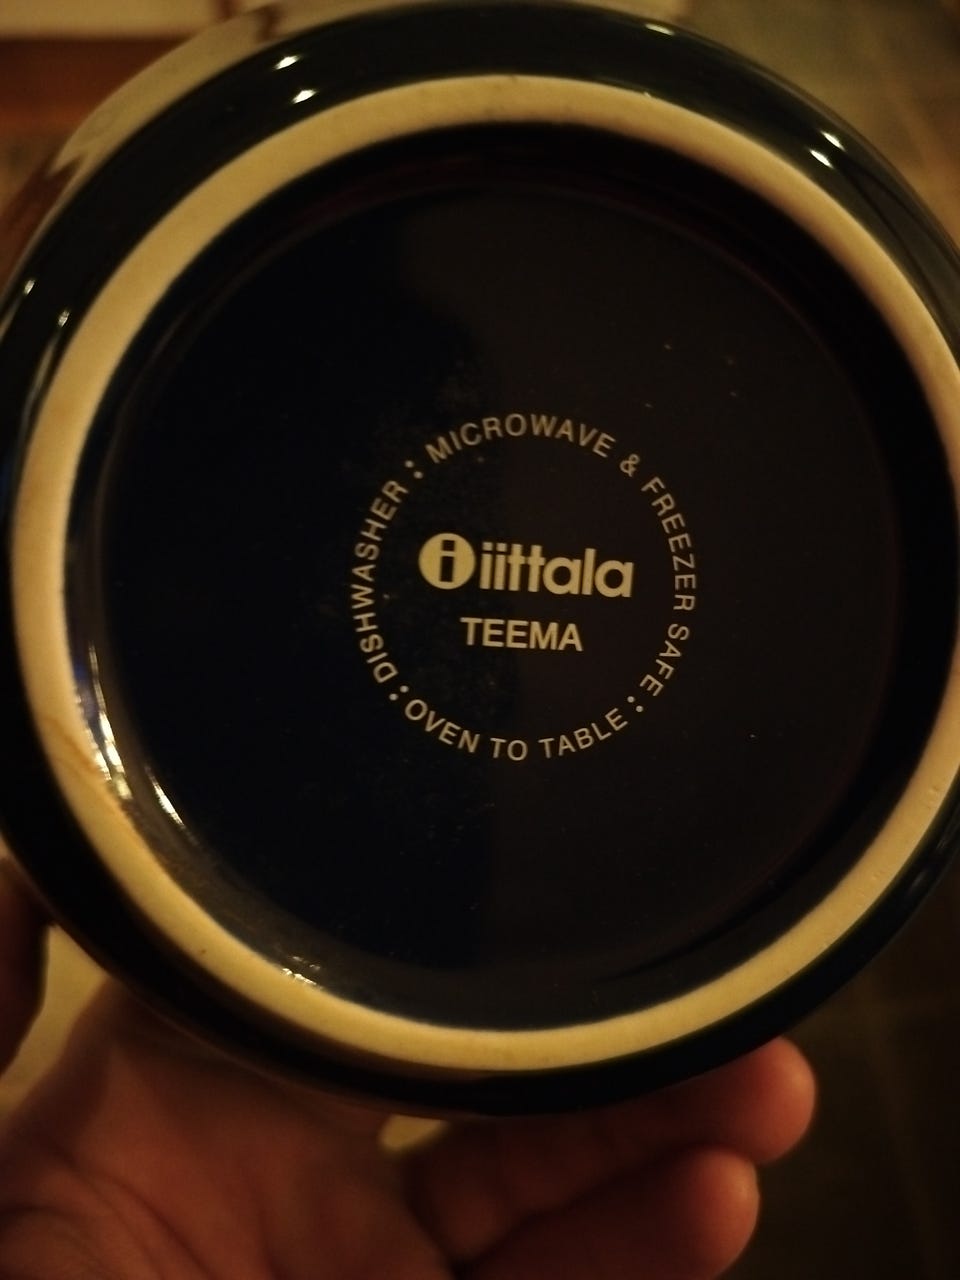 MICROWAVE & FREEZER SAFE : OVEN TO TABLE : DISHWASHER :
i iittala
TEEMA